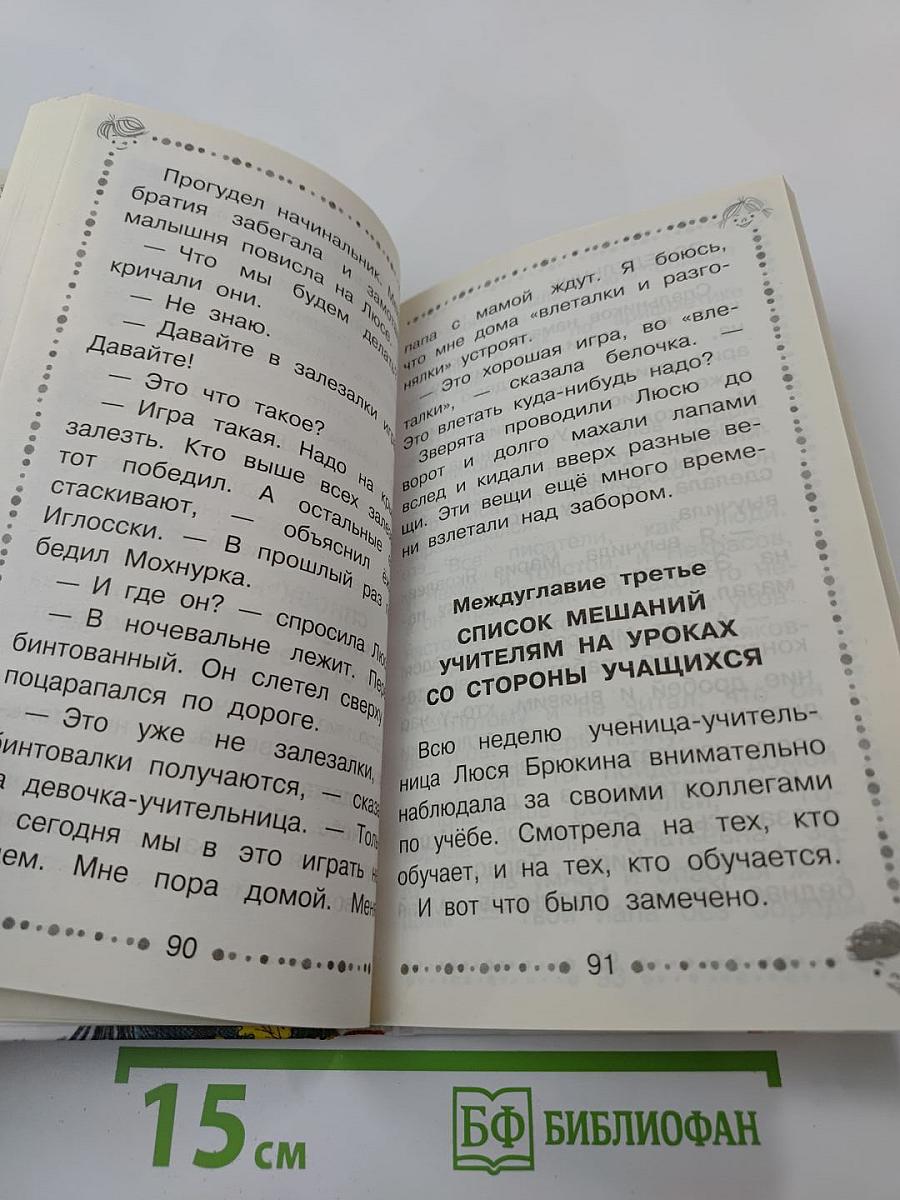 Прогудел начинальник.
братия забегала и
малышня повисла на Люсе.
— Что мы будем делать?
кричали они.
— Не знаю.
— Давайте в залезалки
Давайте!
— Это что такое?
— Игра такая. Надо на
залезть. Кто выше всех
тот победил. А остальные
стаскивают, — объяснил
Иглосски. — В прошлый раз
бедил Мохнурка.
— И где он? — спросила
— В ночевальне лежит.
бинтованный. Он слетел сверху
поцарапался по дороге.
— Это уже не залезалки,
бинтовалки получаются, —
а девочка-учительница. —
сегодня мы в это играть
Мне пора домой.
90
папа с мамой ждут. Я боюсь,
что мне дома «влеталки и разго-
нялки» устроят.
— Это хорошая игра, во «вле-
талки», — сказала белочка. —
Это влетать куда-нибудь надо?
Зверята проводили Люсю до
ворот и долго махали лапами
вслед и кидали вверх разные ве-
щи. Эти вещи ещё много време-
ни взлетали над забором.
Междуглавие третье
СПИСОК МЕШАНИЙ
УЧИТЕЛЯМ НА УРОКАХ
СО СТОРОНЫ УЧАЩИХСЯ
Всю неделю ученица-учитель-
ница Люся Брюкина внимательно
наблюдала за своими коллегами
по учёбе. Смотрела на тех, кто
обучает, и на тех, кто обучается.
И вот что было замечено.
91
15 см
БФ БИБЛИОФАН